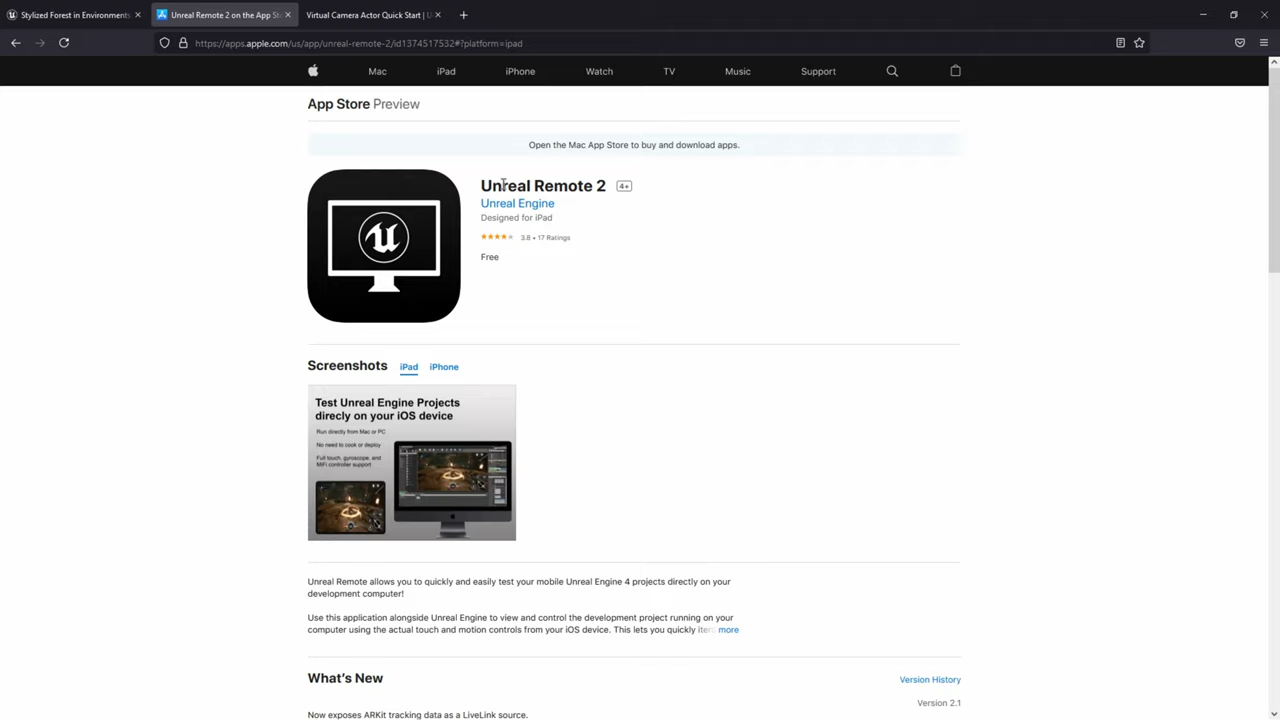 Stylized Forest in Environments
Unreal Remote 2 on the App St
Virtual Camera Actor Quick Start | U
https://apps.apple.com/us/app/unreal-remote-2/id1374517532#?platform=ipad
Mac
iPad
iPhone
Watch
TV
Music
Support
App Store Preview
Open the Mac App Store to buy and download apps.
Unreal Remote 2 4+
Unreal Engine
Designed for iPad
3.8 • 17 Ratings
Free
Screenshots iPad iPhone
Test Unreal Engine Projects
direcly on your iOS device
Run directly from Mac or PC
No need to cook or deploy
Full touch, gyroscope, and
MiFi controller support
Unreal Remote allows you to quickly and easily test your mobile Unreal Engine 4 projects directly on your
development computer!
Use this application alongside Unreal Engine to view and control the development project running on your
computer using the actual touch and motion controls from your iOS device. This lets you quickly iter more
What's New
Version History
Version 2.1
Now exposes ARKit tracking data as a LiveLink source.